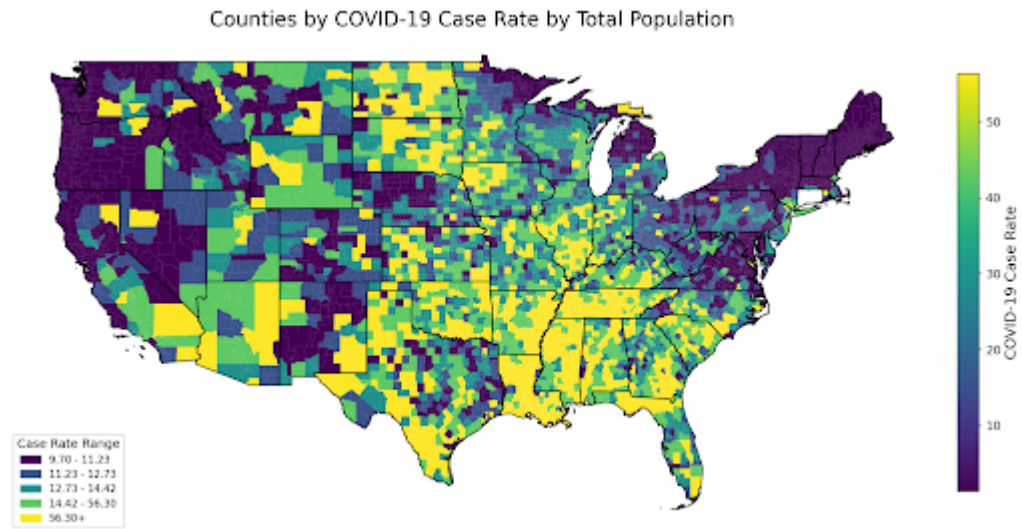 Counties by COVID-19 Case Rate by Total Population
50
40
30
20
10
COVID-19 Case Rate
Case Rate Range
9.70 - 11.23
11.23 - 12.73
12.73 - 14.42
14.42 - 56.30
56.30+